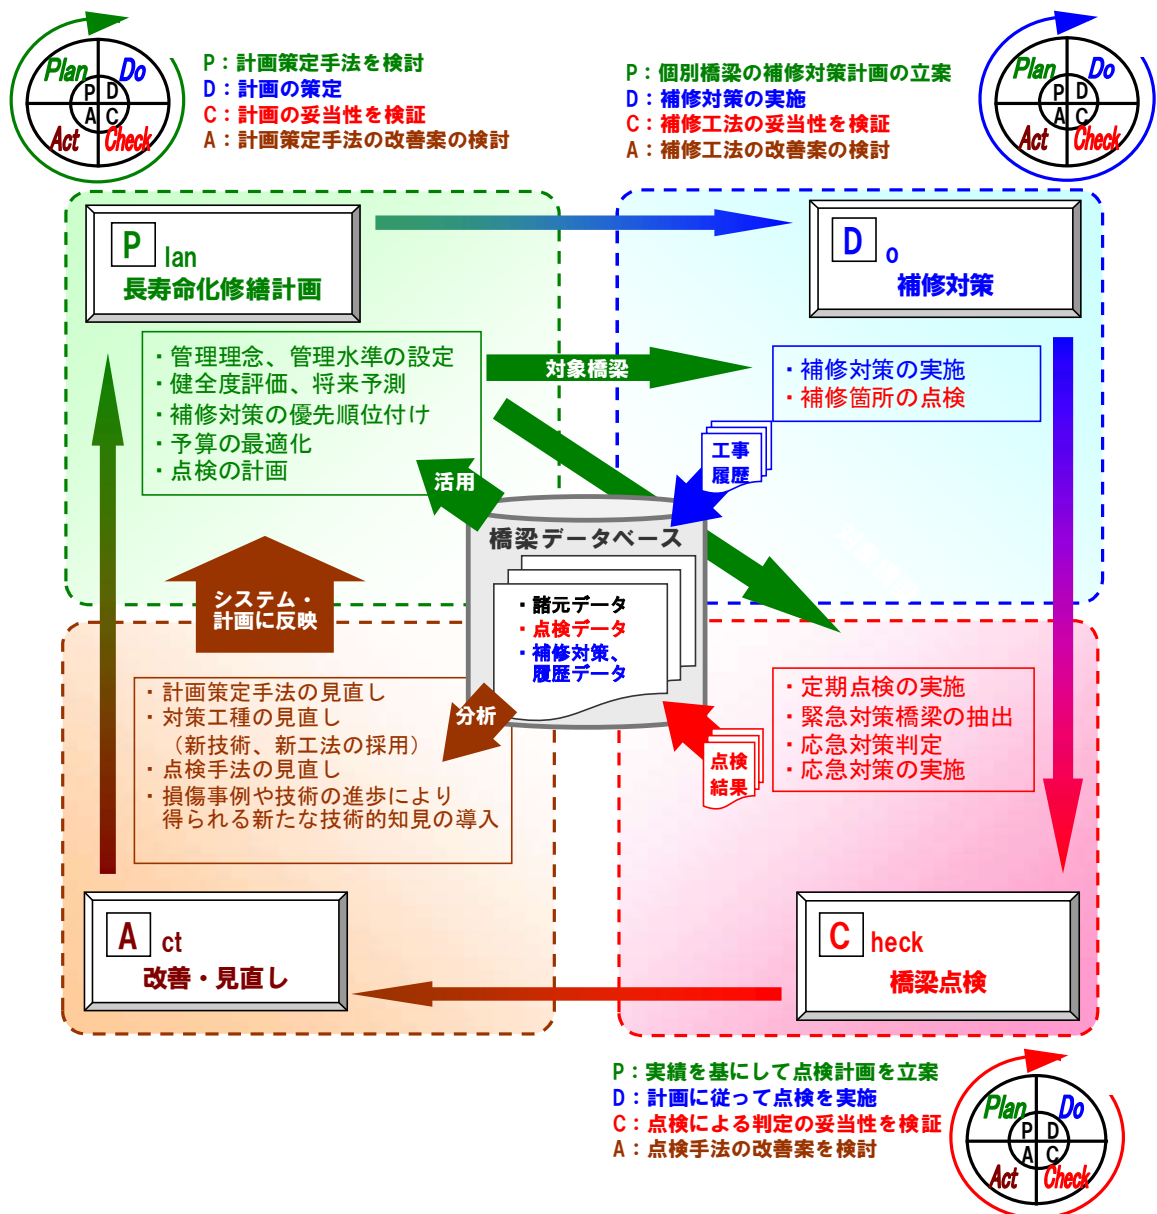 Plan
Do
P
D
A
C
Act
Check
P：計画策定手法を検討
D：計画の策定
C：計画の妥当性を検証
A：計画策定手法の改善案の検討
P：個別橋梁の補修対策計画の立案
D：補修対策の実施
C：補修工法の妥当性を検証
A：補修工法の改善案の検討
Plan
Do
P
D
A
C
Act
Check
P lan
長寿命化修繕計画
D o
補修対策
・管理理念、管理水準の設定
・健全度評価、将来予測
・補修対策の優先順位付け
・予算の最適化
・点検の計画
対象橋梁
・補修対策の実施
・補修箇所の点検
工事
履歴
活用
橋梁データベース
・諸元データ
・点検データ
・補修対策、
履歴データ
システム・
計画に反映
分析
点検
結果
・計画策定手法の見直し
・対策工種の見直し
（新技術、新工法の採用）
・点検手法の見直し
・損傷事例や技術の進歩により
得られる新たな技術的知見の導入
・定期点検の実施
・緊急対策橋梁の抽出
・応急対策判定
・応急対策の実施
A ct
改善・見直し
C heck
橋梁点検
P：実績を基にして点検計画を立案
D：計画に従って点検を実施
C：点検による判定の妥当性を検証
A：点検手法の改善案を検討
Plan
Do
P
D
A
C
Act
Check